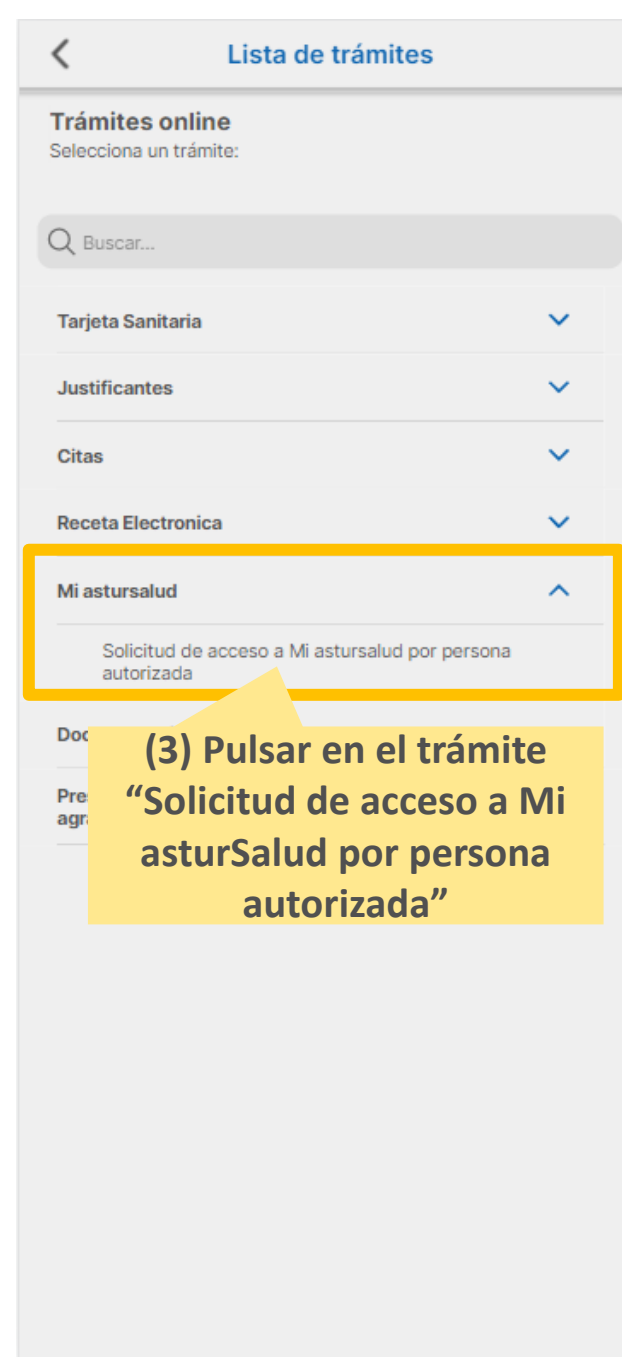 Lista de trámites
Trámites online
Selecciona un trámite:
Buscar...
Tarjeta Sanitaria
Justificantes
Citas
Receta Electronica
Mi astursalud
Solicitud de acceso a Mi astursalud por persona
autorizada
(3) Pulsar en el trámite
“Solicitud de acceso a Mi
asturSalud por persona
autorizada”